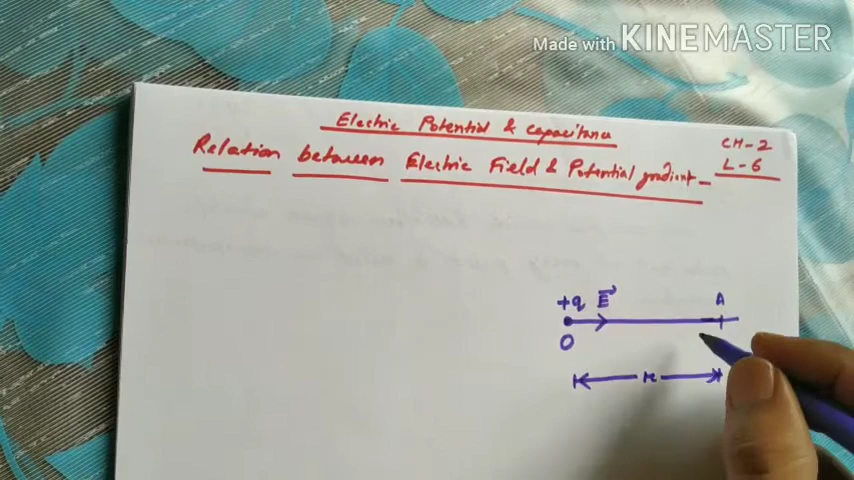 Made with KINEMASTER
Electric Potential & Capacitance
CH-2
Relation between Electric Field & Potential gradient
L-6
+q E A
O
r